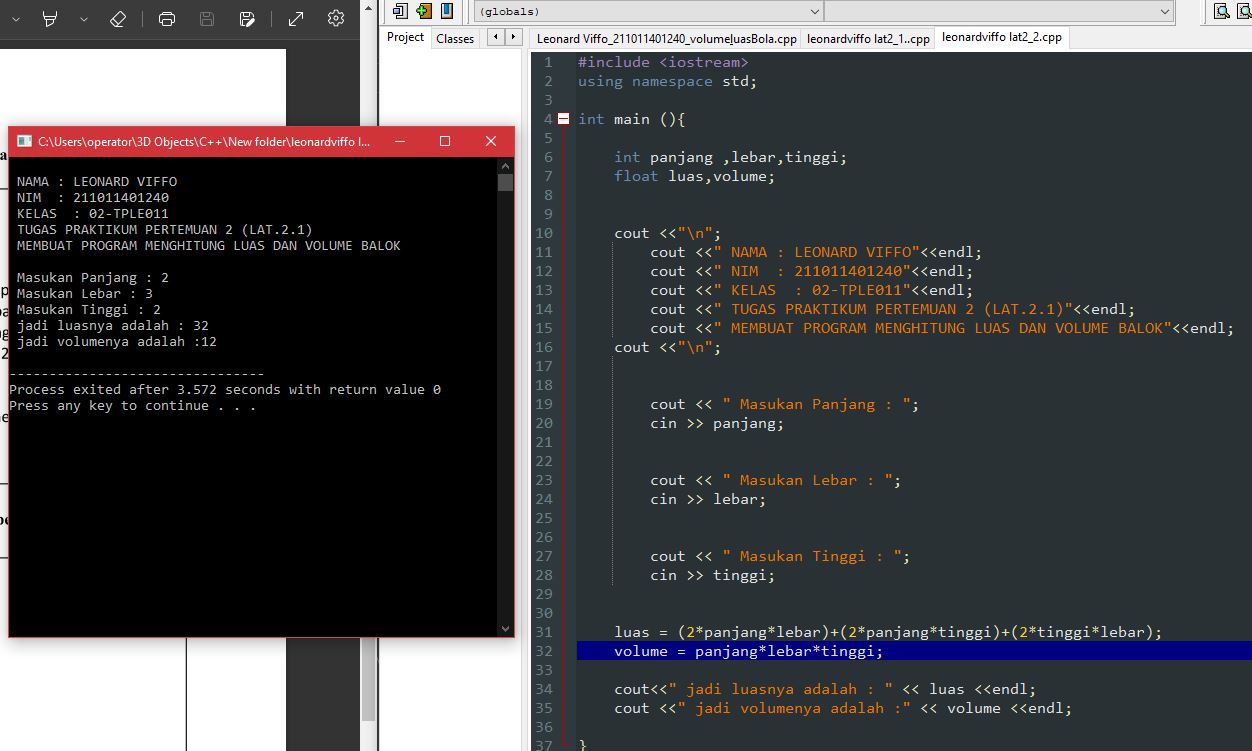 (globals)
Project
Classes
Leonard Viffo_211011401240_volumeluasBola.cpp
leonardviffo lat2_1..cpp
leonardviffo lat2_2.cpp
C:\Users\operator\3D Objects\C++\New folder\leonardviffo l...
NAMA : LEONARD VIFFO
NIM  : 211011401240
KELAS  : 02-TPLE011
TUGAS PRAKTIKUM PERTEMUAN 2 (LAT.2.1)
MEMBUAT PROGRAM MENGHITUNG LUAS DAN VOLUME BALOK
Masukan Panjang : 2
Masukan Lebar : 3
Masukan Tinggi : 2
jadi luasnya adalah : 32
jadi volumenya adalah :12
--------------------------------
Process exited after 3.572 seconds with return value 0
Press any key to continue . . .
1 #include <iostream>
2 using namespace std;
3
4 int main (){
5
6 int panjang ,lebar,tinggi;
7 float luas,volume;
8
9
10 cout <<"\n";
11 cout <<" NAMA : LEONARD VIFFO"<<endl;
12 cout <<" NIM  : 211011401240"<<endl;
13 cout <<" KELAS  : 02-TPLE011"<<endl;
14 cout <<" TUGAS PRAKTIKUM PERTEMUAN 2 (LAT.2.1)"<<endl;
15 cout <<" MEMBUAT PROGRAM MENGHITUNG LUAS DAN VOLUME BALOK"<<endl;
16 cout <<"\n";
17
18
19 cout << " Masukan Panjang : ";
20 cin >> panjang;
21
22
23 cout << " Masukan Lebar : ";
24 cin >> lebar;
25
26
27 cout << " Masukan Tinggi : ";
28 cin >> tinggi;
29
30
31 luas = (2*panjang*lebar)+(2*panjang*tinggi)+(2*tinggi*lebar);
32 volume = panjang*lebar*tinggi;
33
34 cout<<" jadi luasnya adalah : " << luas <<endl;
35 cout <<" jadi volumenya adalah :" << volume <<endl;
36
37 }